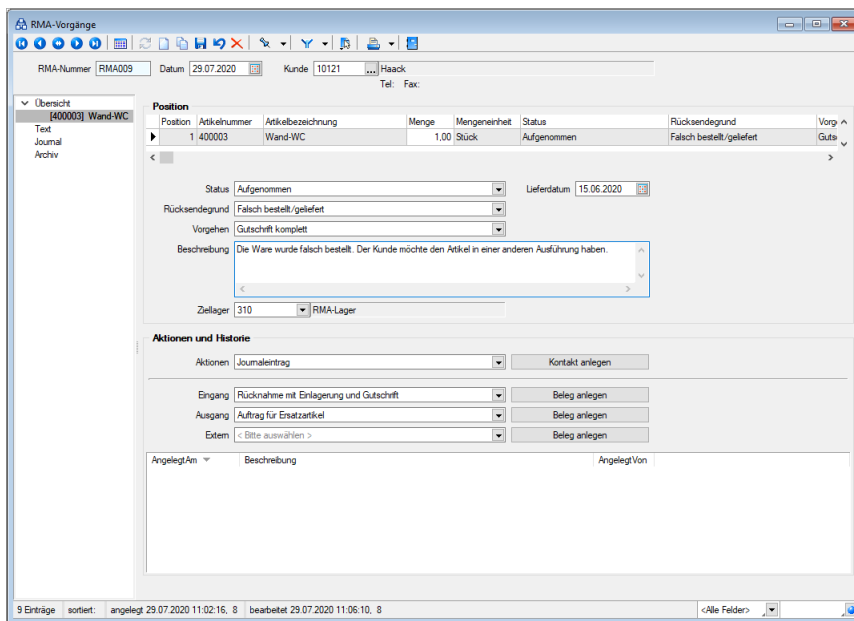 RMA-Vorgänge
RMA-Nummer RMA009 Datum 29.07.2020 Kunde 10121 ... Haack
Tel: Fax:
Übersicht
[400003] Wand-WC
Text
Journal
Archiv
Position
Position Artikelnummer Artikelbezeichnung Menge Mengeneinheit Status Rücksendegrund Vorg
1 400003 Wand-WC 1,00 Stück Aufgenommen Falsch bestellt/geliefert Guts
Status Aufgenommen Lieferdatum 15.06.2020
Rücksendegrund Falsch bestellt/geliefert
Vorgehen Gutschrift komplett
Beschreibung Die Ware wurde falsch bestellt. Der Kunde möchte den Artikel in einer anderen Ausführung haben.
Ziellager 310 RMA-Lager
Aktionen und Historie
Aktionen Journaleintrag Kontakt anlegen
Eingang Rücknahme mit Einlagerung und Gutschrift Beleg anlegen
Ausgang Auftrag für Ersatzartikel Beleg anlegen
Extern < Bitte auswählen > Beleg anlegen
AngelegtAm Beschreibung AngelegtVon
9 Einträge sortiert: angelegt 29.07.2020 11:02:16, 8 bearbeitet 29.07.2020 11:06:10, 8 <Alle Felder>